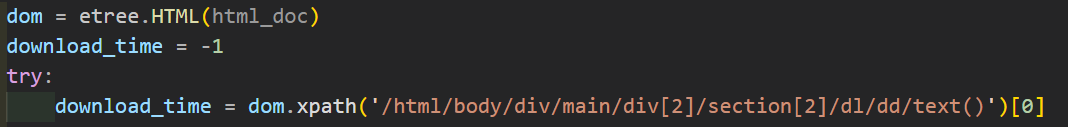 dom = etree.HTML(html_doc)
download_time = -1
try:
    download_time = dom.xpath('/html/body/div/main/div[2]/section[2]/dl/dd/text()')[0]